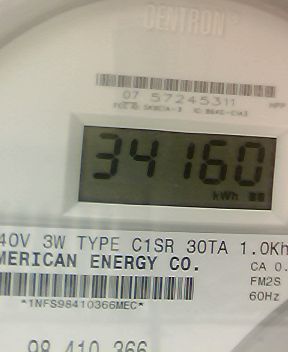 CENTRON®
07 57245311
34160
kWh
40V 3W TYPE C1SR 30TA 1.0Kh
MERICAN ENERGY CO.
CA 0.
FM2S
*1NFS98410366MEC*
60Hz
98 410 366